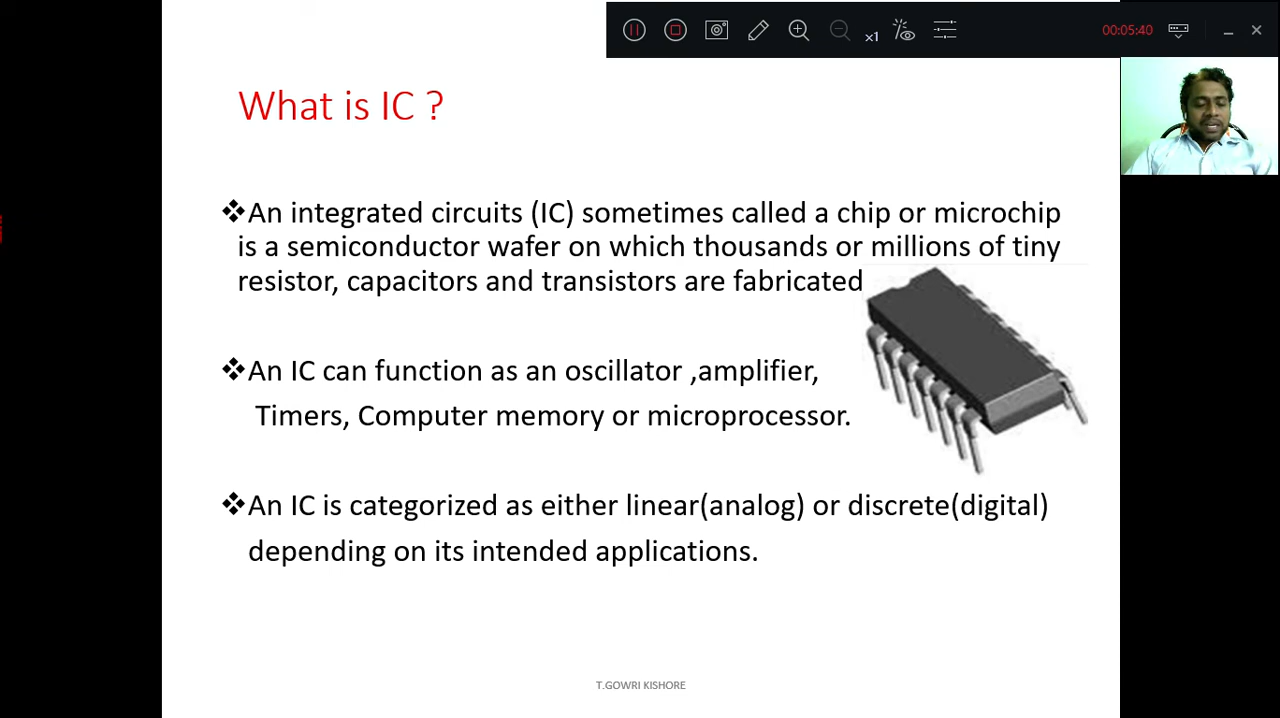 x1
00:05:40
What is IC ?
❖An integrated circuits (IC) sometimes called a chip or microchip
is a semiconductor wafer on which thousands or millions of tiny
resistor, capacitors and transistors are fabricated
❖An IC can function as an oscillator ,amplifier,
Timers, Computer memory or microprocessor.
❖An IC is categorized as either linear(analog) or discrete(digital)
depending on its intended applications.
T.GOWRI KISHORE